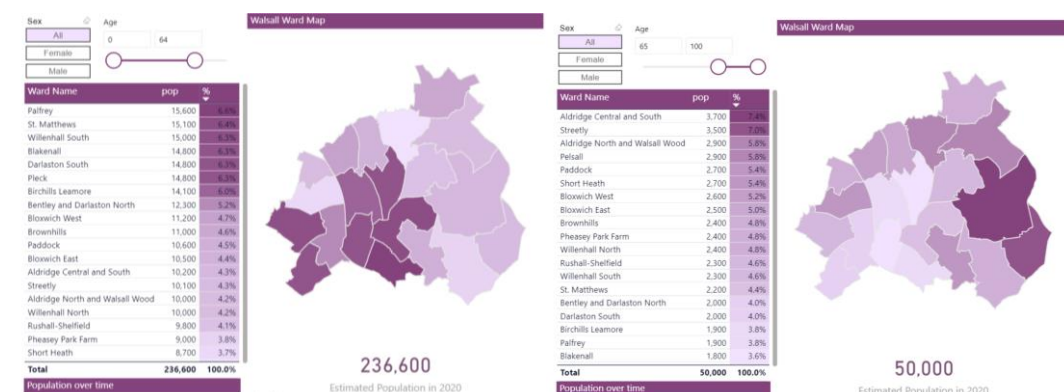 Sex
All
Female
Male
Age
0 64
Ward Name pop %
Palfrey 15,600 6.6%
St. Matthews 15,100 6.4%
Willenhall South 15,000 6.3%
Blakenall 14,800 6.3%
Darlaston South 14,800 6.3%
Pleck 14,800 6.3%
Birchills Leamore 14,100 6.0%
Bentley and Darlaston North 12,300 5.2%
Bloxwich West 11,200 4.7%
Brownhills 11,000 4.6%
Paddock 10,600 4.5%
Bloxwich East 10,500 4.4%
Aldridge Central and South 10,200 4.3%
Streetly 10,100 4.3%
Aldridge North and Walsall Wood 10,000 4.2%
Willenhall North 10,000 4.2%
Rushall-Shelfield 9,800 4.1%
Pheasey Park Farm 9,000 3.8%
Short Heath 8,700 3.7%
Total 236,600 100.0%
Population over time
Walsall Ward Map
236,600
Estimated Population in 2020
Sex
All
Female
Male
Age
65 100
Ward Name pop %
Aldridge Central and South 3,700 7.4%
Streetly 3,500 7.0%
Aldridge North and Walsall Wood 2,900 5.8%
Pelsall 2,900 5.8%
Paddock 2,700 5.4%
Short Heath 2,700 5.4%
Bloxwich West 2,600 5.2%
Bloxwich East 2,500 5.0%
Brownhills 2,400 4.8%
Pheasey Park Farm 2,400 4.8%
Willenhall North 2,400 4.8%
Rushall-Shelfield 2,300 4.6%
Willenhall South 2,300 4.6%
St. Matthews 2,200 4.4%
Bentley and Darlaston North 2,000 4.0%
Darlaston South 2,000 4.0%
Birchills Leamore 1,900 3.8%
Palfrey 1,900 3.8%
Blakenall 1,800 3.6%
Total 50,000 100.0%
Population over time
Walsall Ward Map
50,000
Estimated Population in 2020